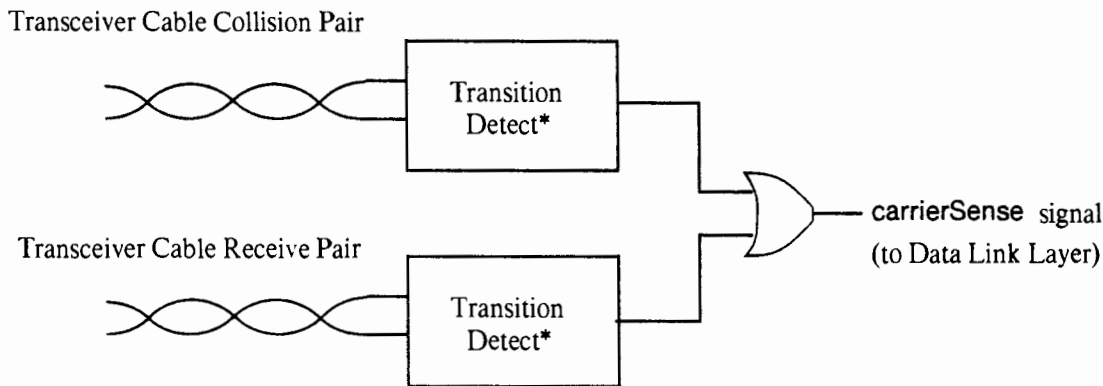 Transceiver Cable Collision Pair
Transition
Detect*
carrierSense signal
(to Data Link Layer)
Transceiver Cable Receive Pair
Transition
Detect*